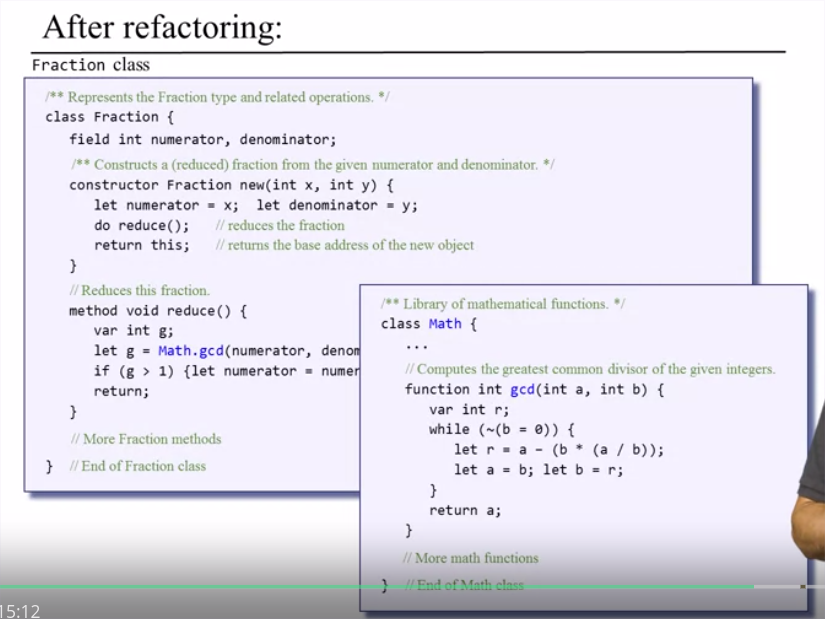 After refactoring:
Fraction class
/** Represents the Fraction type and related operations. */
class Fraction {
field int numerator, denominator;
/** Constructs a (reduced) fraction from the given numerator and denominator. */
constructor Fraction new(int x, int y) {
let numerator = x; let denominator = y;
do reduce(); // reduces the fraction
return this; // returns the base address of the new object
}
// Reduces this fraction.
method void reduce() {
var int g;
let g = Math.gcd(numerator, denom
if (g > 1) {let numerator = numer
return;
}
// More Fraction methods
} // End of Fraction class
/** Library of mathematical functions. */
class Math {
...
// Computes the greatest common divisor of the given integers.
function int gcd(int a, int b) {
var int r;
while (~(b = 0)) {
let r = a – (b * (a / b));
let a = b; let b = r;
}
return a;
}
// More math functions
} // End of Math class
15:12